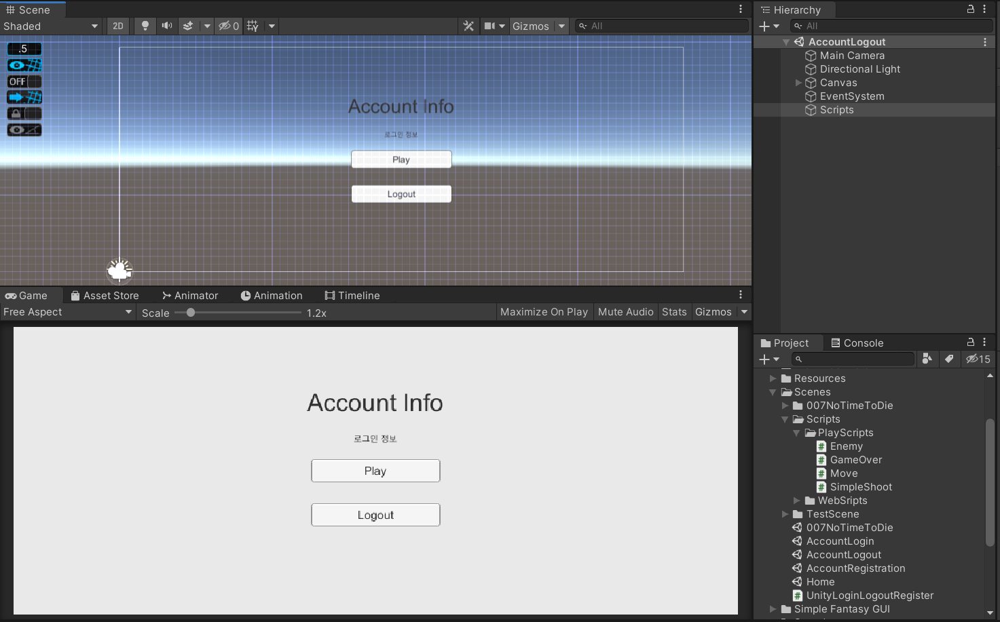 Scene
Shaded 2D 0 Gizmos All
.5
OFF
Account Info
로그인 정보
Play
Logout
Game Asset Store Animator Animation Timeline
Free Aspect Scale 1.2x Maximize On Play Mute Audio Stats Gizmos
Account Info
로그인 정보
Play
Logout
Hierarchy
All
AccountLogout
Main Camera
Directional Light
Canvas
EventSystem
Scripts
Project Console
15
Resources
Scenes
007NoTimeToDie
Scripts
PlayScripts
Enemy
GameOver
Move
SimpleShoot
WebSripts
TestScene
007NoTimeToDie
AccountLogin
AccountLogout
AccountRegistration
Home
UnityLoginLogoutRegister
Simple Fantasy GUI